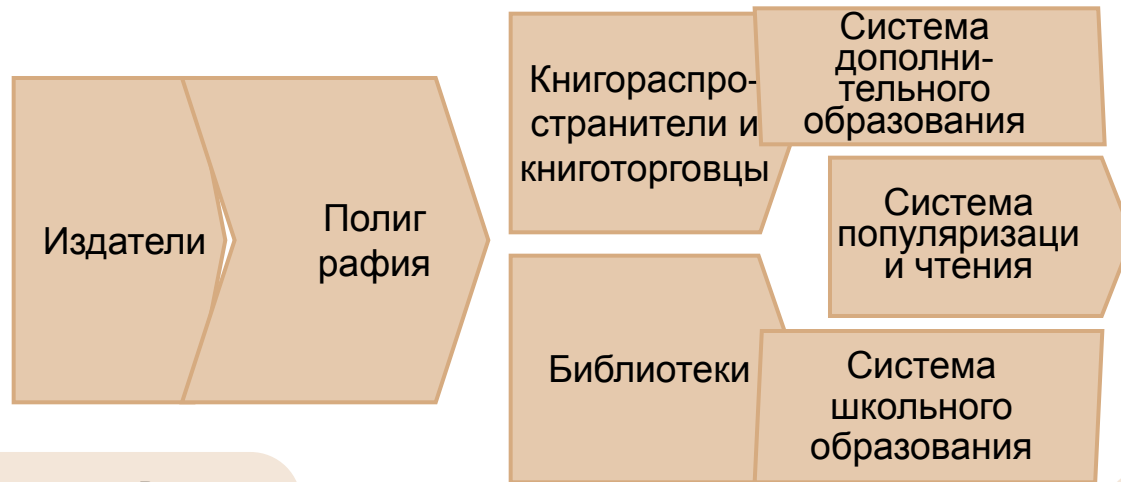 Издатели
Полиг
рафия
Книгораспро-
странители и
книготорговцы
Библиотеки
Система
дополни-
тельного
образования
Система
популяризаци
и чтения
Система
школьного
образования